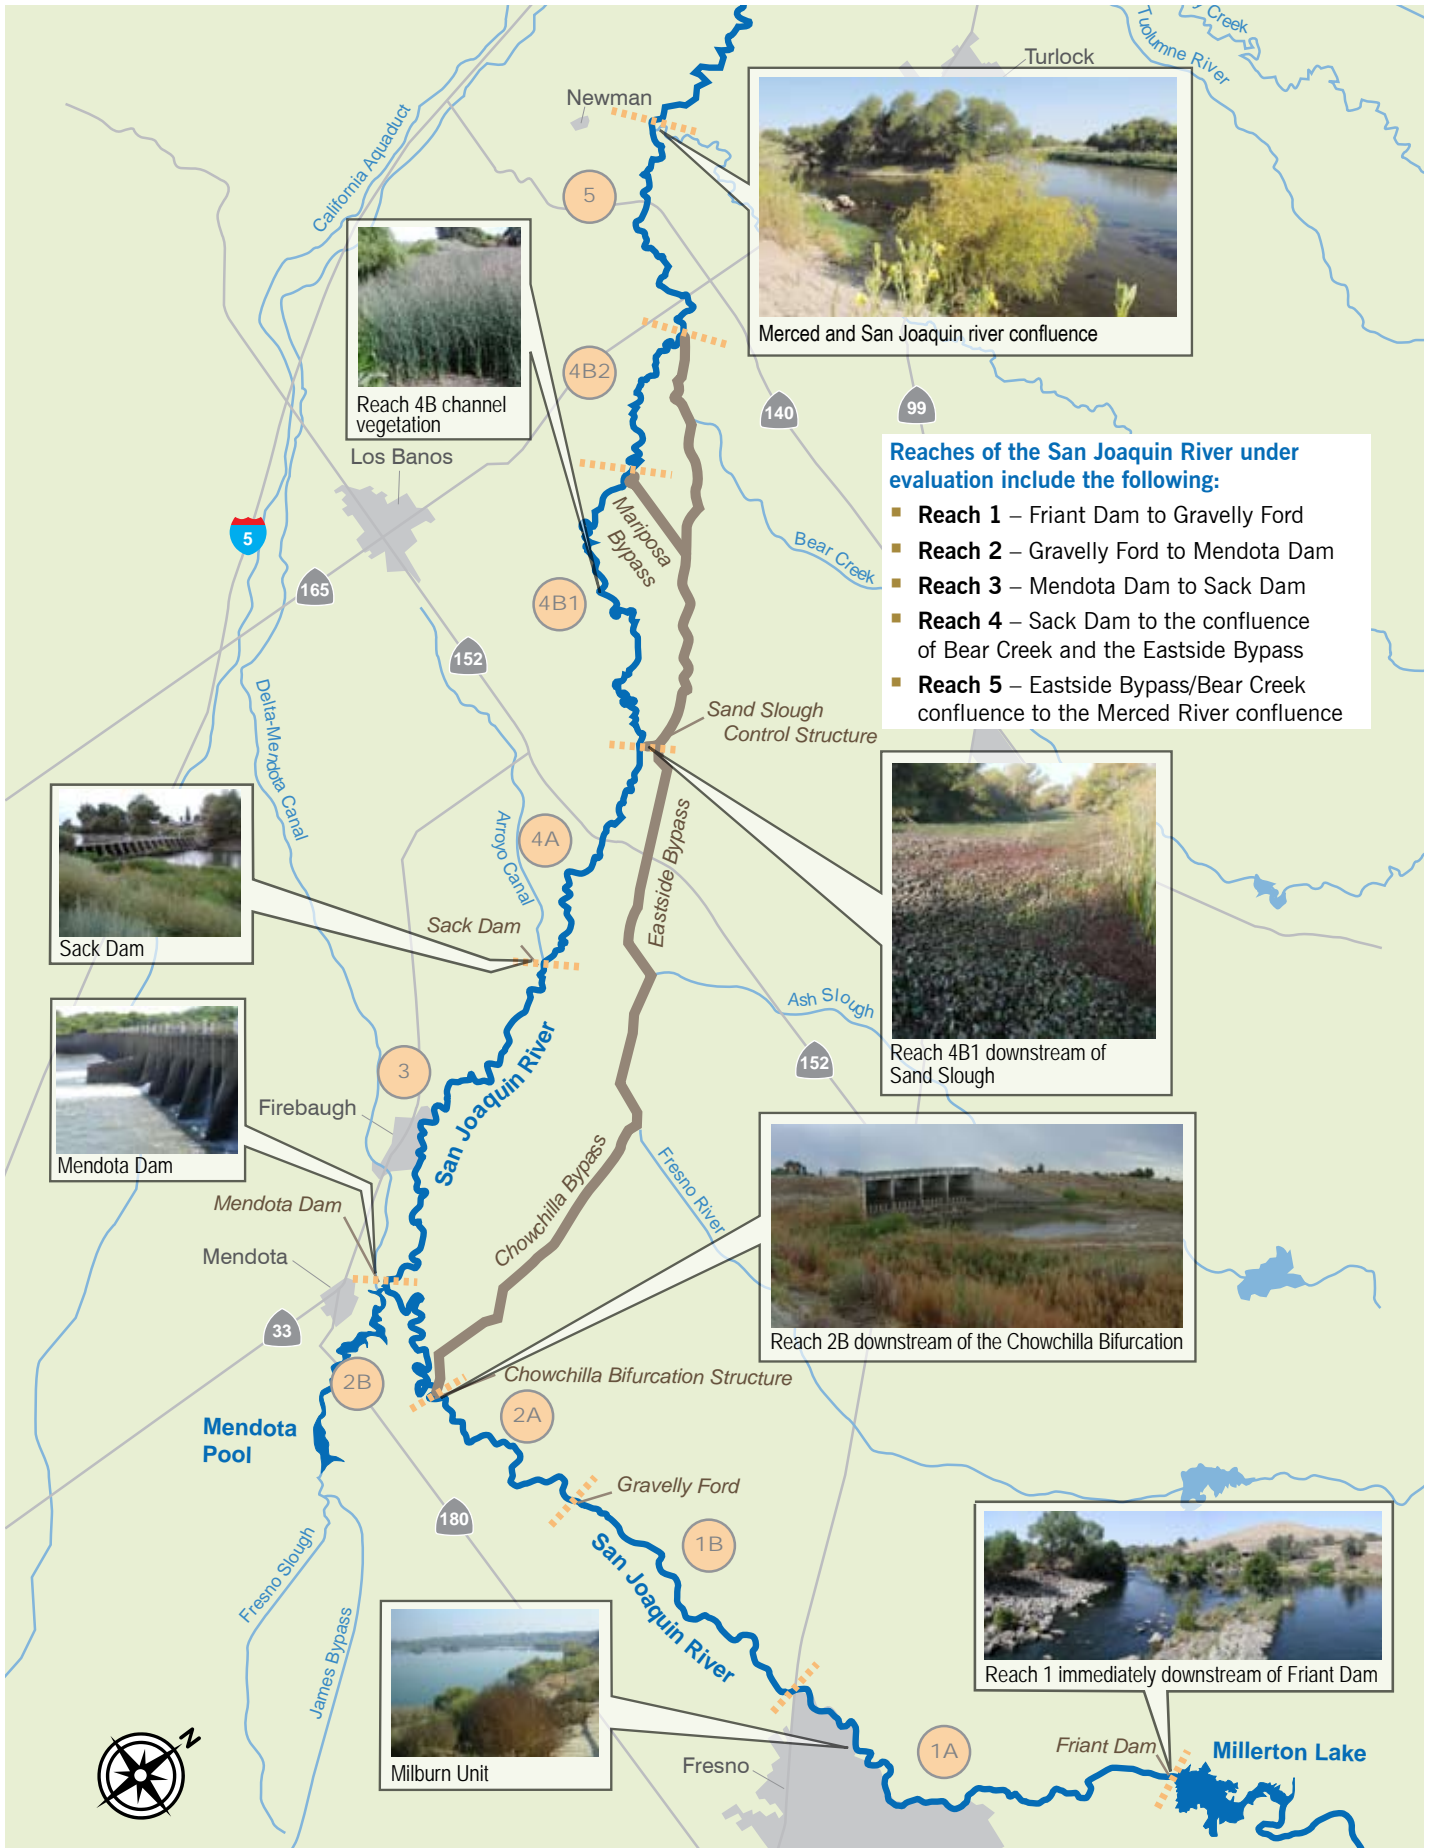 Creek
Tuolumne River
Turlock
Newman
California Aquaduct
5
Merced and San Joaquin river confluence
4B2
Reach 4B channel
vegetation
140
99
Los Banos
Reaches of the San Joaquin River under
evaluation include the following:
Reach 1 – Friant Dam to Gravelly Ford
Reach 2 – Gravelly Ford to Mendota Dam
Reach 3 – Mendota Dam to Sack Dam
Reach 4 – Sack Dam to the confluence
of Bear Creek and the Eastside Bypass
Reach 5 – Eastside Bypass/Bear Creek
confluence to the Merced River confluence
Mariposa
Bypass
Bear Creek
5
165
4B1
152
Delta-Mendota Canal
Sand Slough
Control Structure
4A
Arroyo Canal
Eastside Bypass
Sack Dam
Sack Dam
Ash Slough
Reach 4B1 downstream of
Sand Slough
152
San Joaquin River
3
Firebaugh
Mendota Dam
Mendota Dam
Chowchilla Bypass
Fresno River
Mendota
33
Reach 2B downstream of the Chowchilla Bifurcation
Chowchilla Bifurcation Structure
2B
2A
Mendota
Pool
Gravelly Ford
180
1B
San Joaquin River
Fresno Slough
James Bypass
Reach 1 immediately downstream of Friant Dam
N
Milburn Unit
Fresno
1A
Friant Dam
Millerton Lake